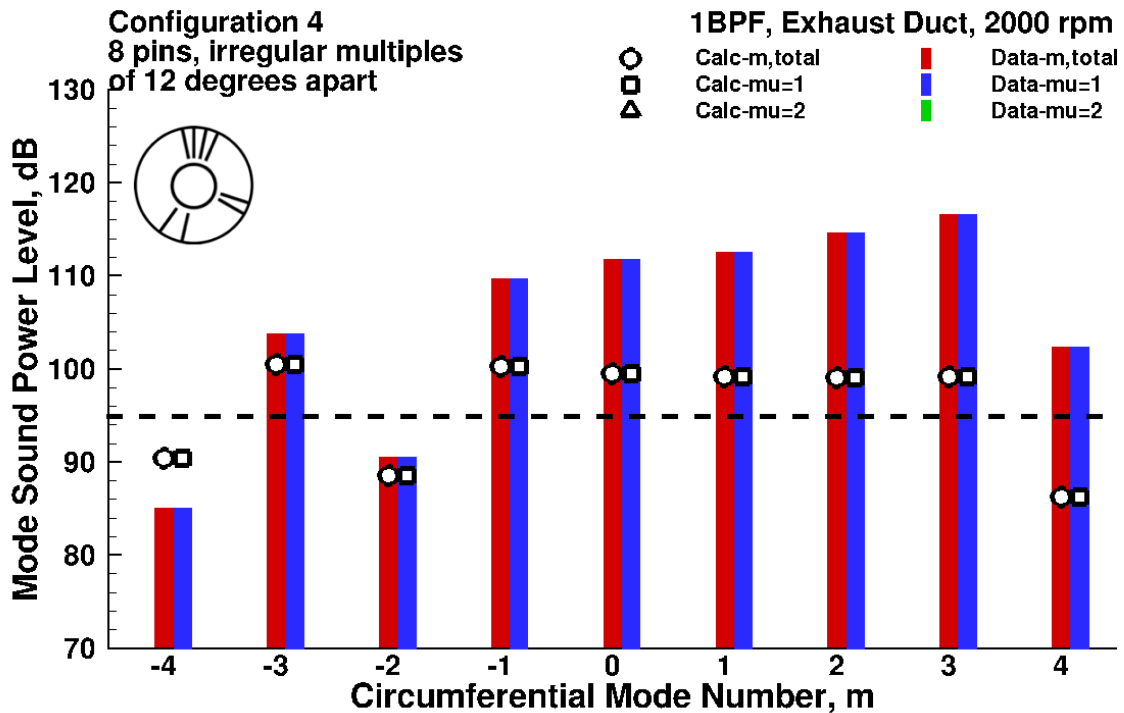 Configuration 4
8 pins, irregular multiples
of 12 degrees apart
1BPF, Exhaust Duct, 2000 rpm
Calc-m,total
Data-m,total
Calc-mu=1
Data-mu=1
Calc-mu=2
Data-mu=2
Mode Sound Power Level, dB
130
120
110
100
90
80
70
-4 -3 -2 -1 0 1 2 3 4
Circumferential Mode Number, m